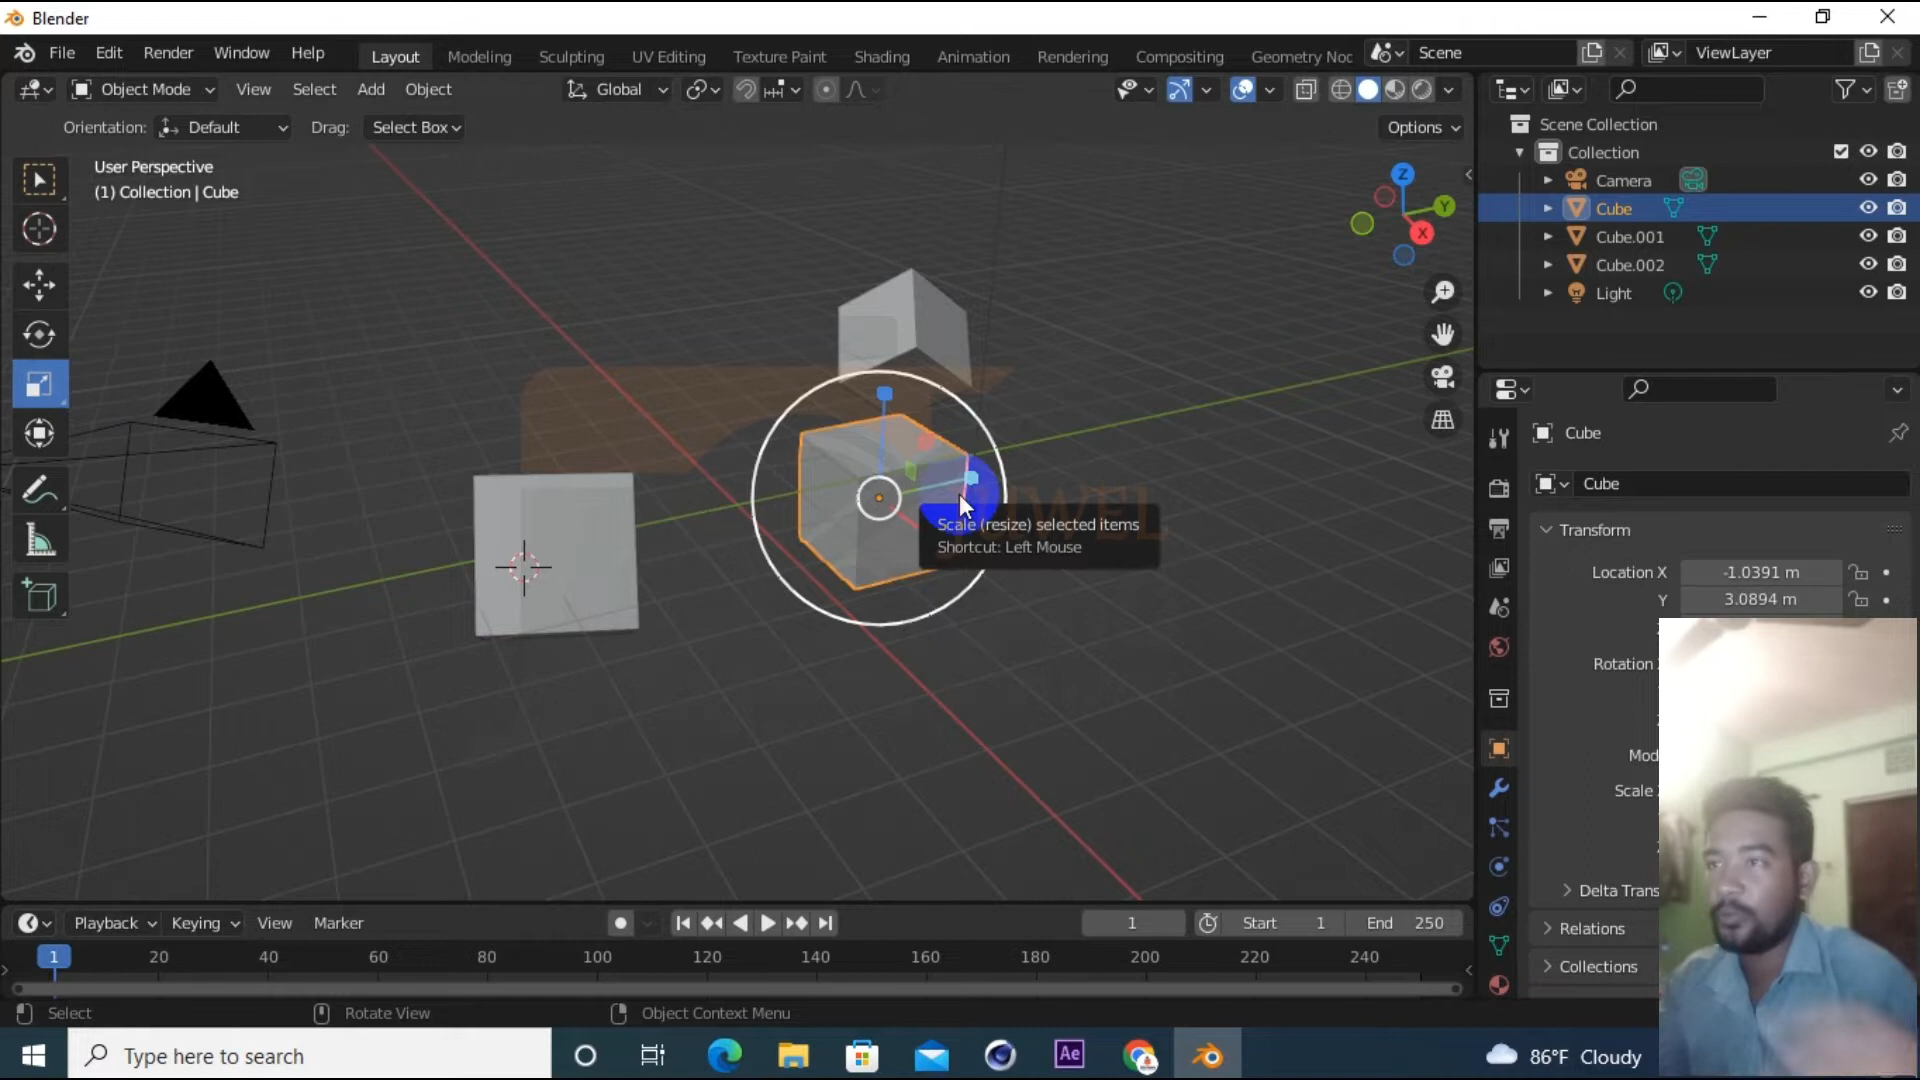 Blender
File Edit Render Window Help
Layout Modeling Sculpting UV Editing Texture Paint Shading Animation Rendering Compositing Geometry Noc
Scene
ViewLayer
Object Mode View Select Add Object
Global
Orientation: Default Drag: Select Box
Options
User Perspective
(1) Collection | Cube
Z
Y
X
Scene Collection
Collection
Camera
Cube
Cube.001
Cube.002
Light
Cube
Cube
Transform
Location X -1.0391 m
Y 3.0894 m
Rotation
Mod
Scale
Delta Trans
Relations
Collections
Scale (resize) selected items
Shortcut: Left Mouse
Playback Keying View Marker
1
Start 1 End 250
1 20 40 60 80 100 120 140 160 180 200 220 240
Select Rotate View Object Context Menu
Type here to search
Ae
86°F Cloudy